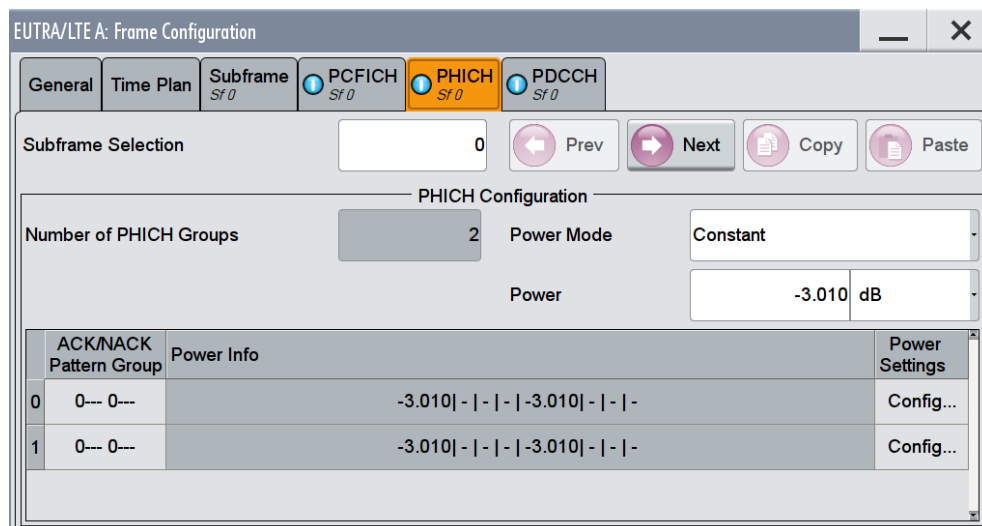 EUTRA/LTE A: Frame Configuration
General
Time Plan
Subframe
Sf 0
PCFICH
Sf 0
PHICH
Sf 0
PDCCH
Sf 0
Subframe Selection
0
Prev
Next
Copy
Paste
PHICH Configuration
Number of PHICH Groups
2
Power Mode
Constant
Power
-3.010 dB
ACK/NACK
Pattern Group
Power Info
Power
Settings
0
0--- 0---
-3.010| - | - | - | -3.010| - | - | -
Config...
1
0--- 0---
-3.010| - | - | - | -3.010| - | - | -
Config...